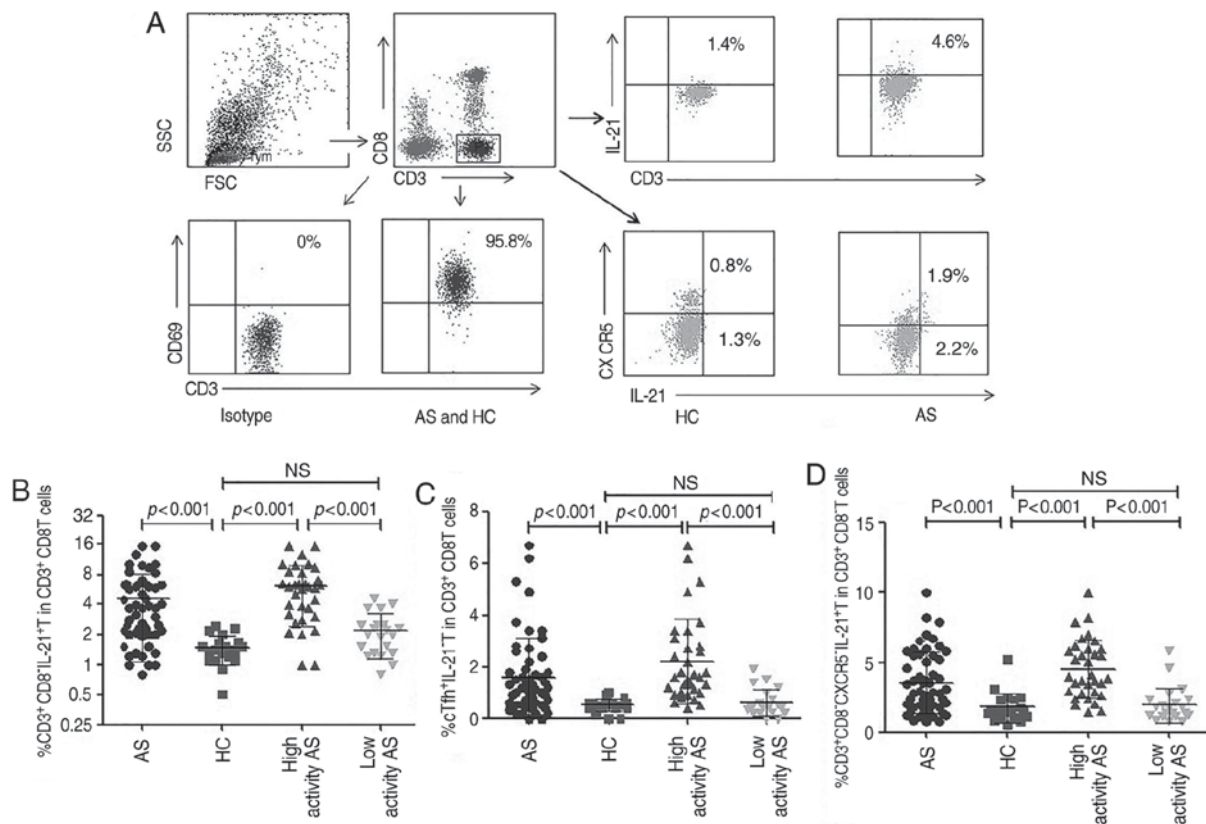 A
SSC
FSC
CD8
CD3
IL-21
1.4%
4.6%
CD3
CD69
0%
95.8%
CD3
Isotype
AS and HC
CX CR5
0.8%
1.3%
1.9%
2.2%
IL-21
HC
AS
B
%CD3+ CD8-IL-21+T in CD3+ CD8T cells
NS
p<0.001
p<0.001
p<0.001
32
16
8
4
2
1
0.5
0.25
AS
HC
High activity AS
Low activity AS
C
%cTfh+IL-21-T in CD3+ CD8T cells
NS
p<0.001
p<0.001
p<0.001
8
6
4
2
0
AS
HC
High activity AS
Low activity AS
D
%CD3+CD8-CXCR5-IL-21+T in CD3+ CD8-T cells
NS
P<0.001
P<0.001
P<0.001
15
10
5
0
AS
HC
High activity AS
Low activity AS